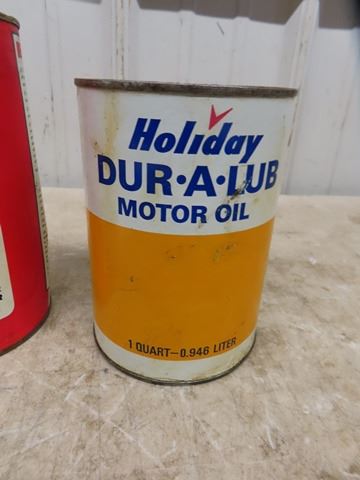 Holiday
DUR•A•LUB
MOTOR OIL
1 QUART–0.946 LITER